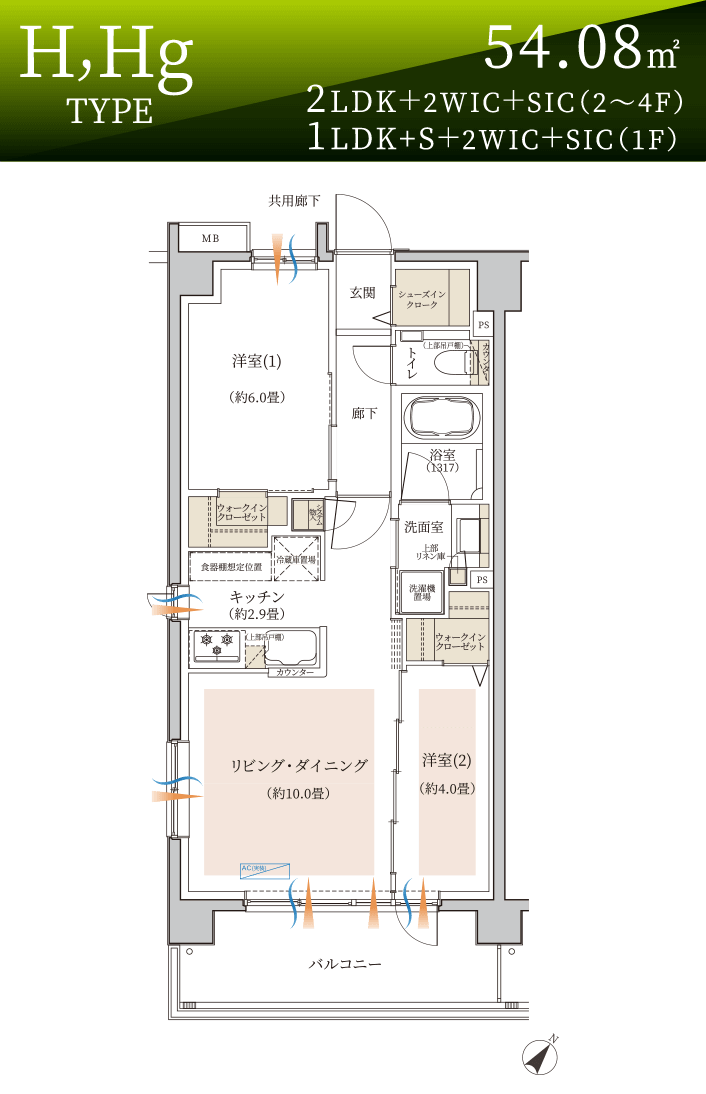 H,Hg
TYPE
54.08㎡
2LDK＋2WIC＋SIC（2～4F）
1LDK+S＋2WIC＋SIC（1F）
共用廊下
MB
玄関
シューズイン
クローク
PS
洋室(1)
（約6.0畳）
トイレ
（上部吊戸棚）
カウンター
廊下
浴室
（1317）
ウォークイン
クローゼット
システム
物入
洗面室
上部
リネン庫
食器棚想定位置
冷蔵庫置場
PS
洗濯機
置場
キッチン
（約2.9畳）
（上部吊戸棚）
カウンター
ウォークイン
クローゼット
リビング・ダイニング
（約10.0畳）
洋室(2)
（約4.0畳）
AC(実装)
バルコニー
N